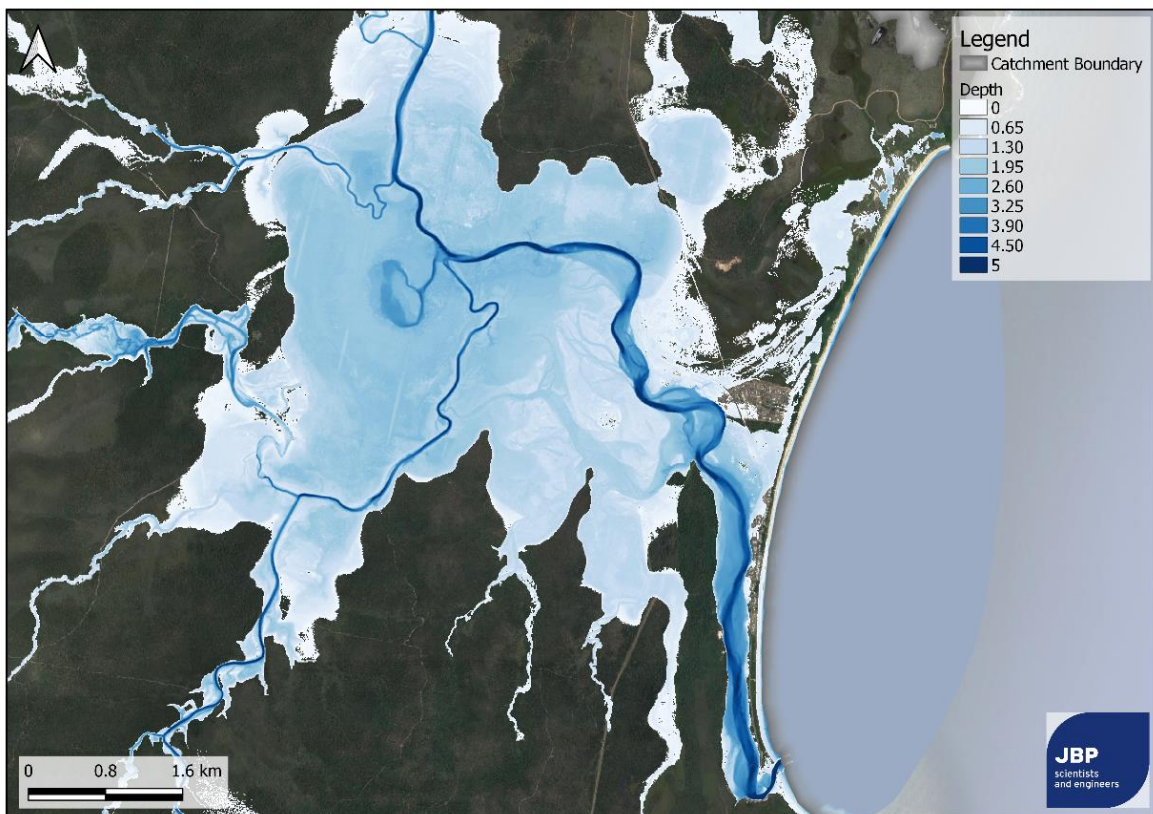 Legend
Catchment Boundary
Depth
0
0.65
1.30
1.95
2.60
3.25
3.90
4.50
5
0 0.8 1.6 km
JBP
scientists
and engineers